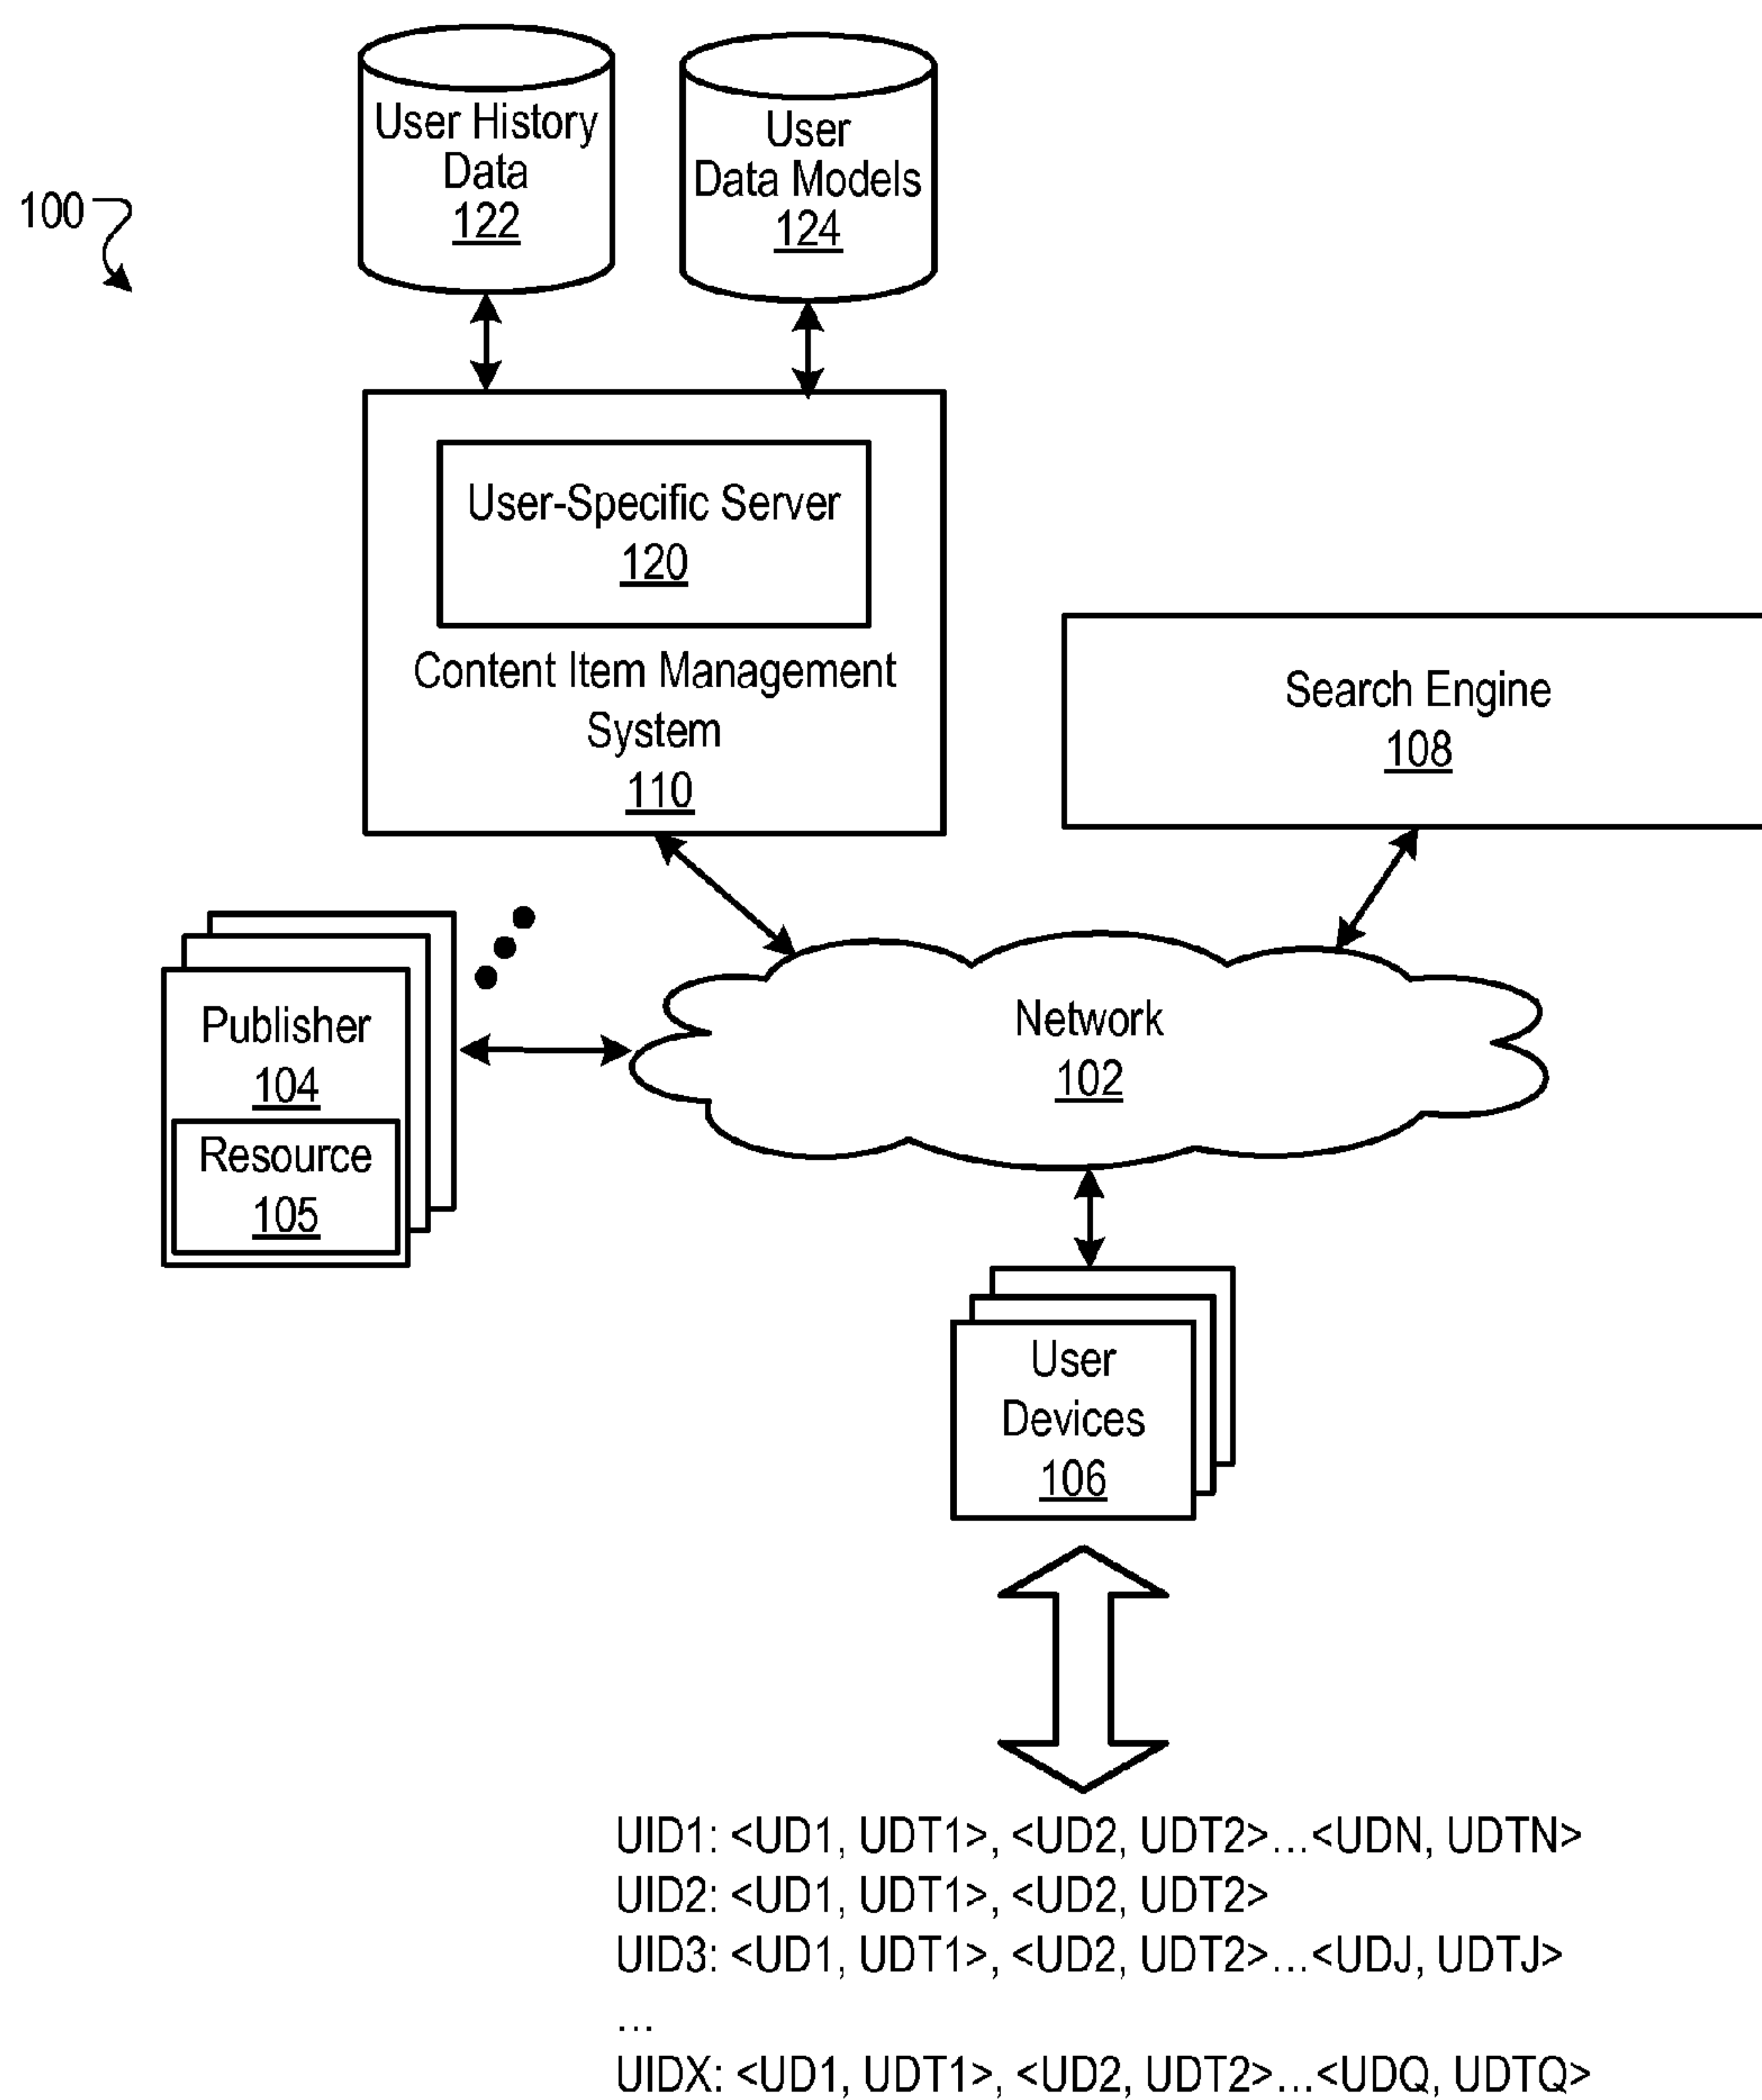 User History
Data
122
User
Data Models
124
100
User-Specific Server
120
Content Item Management
System
110
Search Engine
108
Publisher
104
Resource
105
Network
102
User
Devices
106
UID1: <UD1, UDT1>, <UD2, UDT2>...<UDN, UDTN>
UID2: <UD1, UDT1>, <UD2, UDT2>
UID3: <UD1, UDT1>, <UD2, UDT2>...<UDJ, UDTJ>
...
UIDX: <UD1, UDT1>, <UD2, UDT2>...<UDQ, UDTQ>